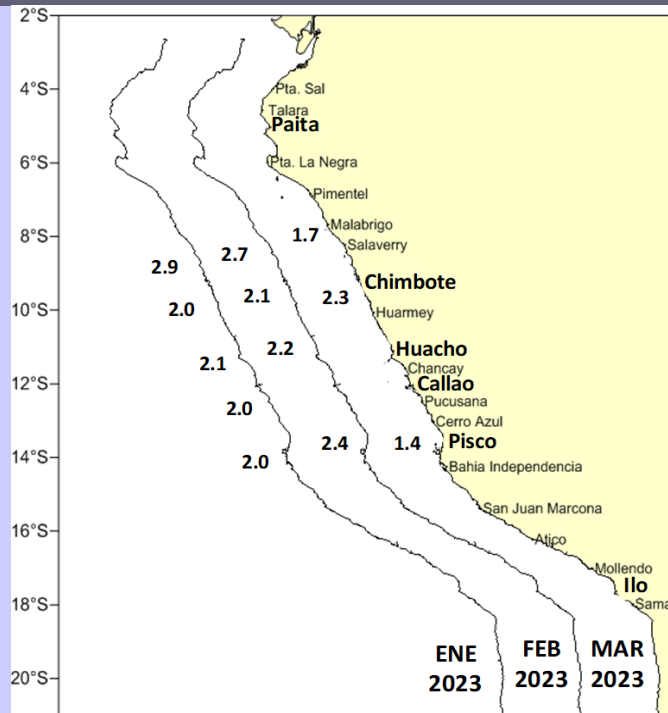 2°S
4°S
Pta. Sal
Talara
Paita
6°S
Pta. La Negra
Pimentel
Malabrigo
1.7
8°S
Salaverry
2.7
2.9
Chimbote
2.1
2.3
2.0
10°S
Huarmey
2.2
Huacho
2.1
Chancay
12°S
Callao
Pucusana
2.0
Cerro Azul
2.4
1.4
Pisco
14°S
2.0
Bahia Independencia
San Juan Marcona
16°S
Atico
Mollendo
Ilo
18°S
Sama
ENE
2023
FEB
2023
MAR
2023
20°S